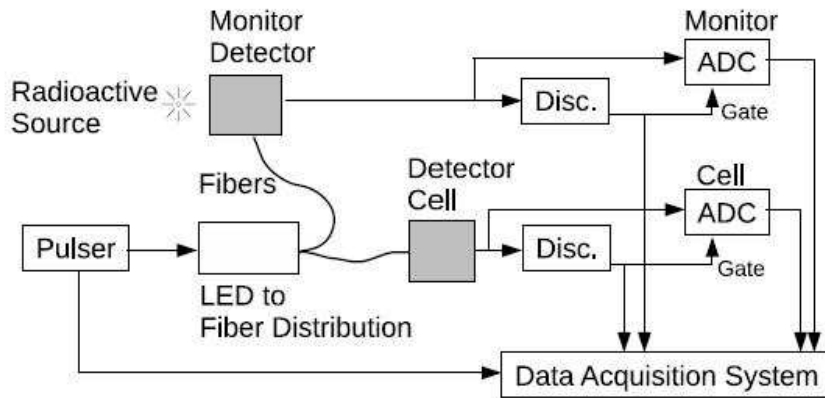 Monitor
Detector
Monitor
ADC
Radioactive
Source
Disc.
Gate
Fibers
Detector
Cell
Cell
ADC
Pulser
Disc.
Gate
LED to
Fiber Distribution
Data Acquisition System